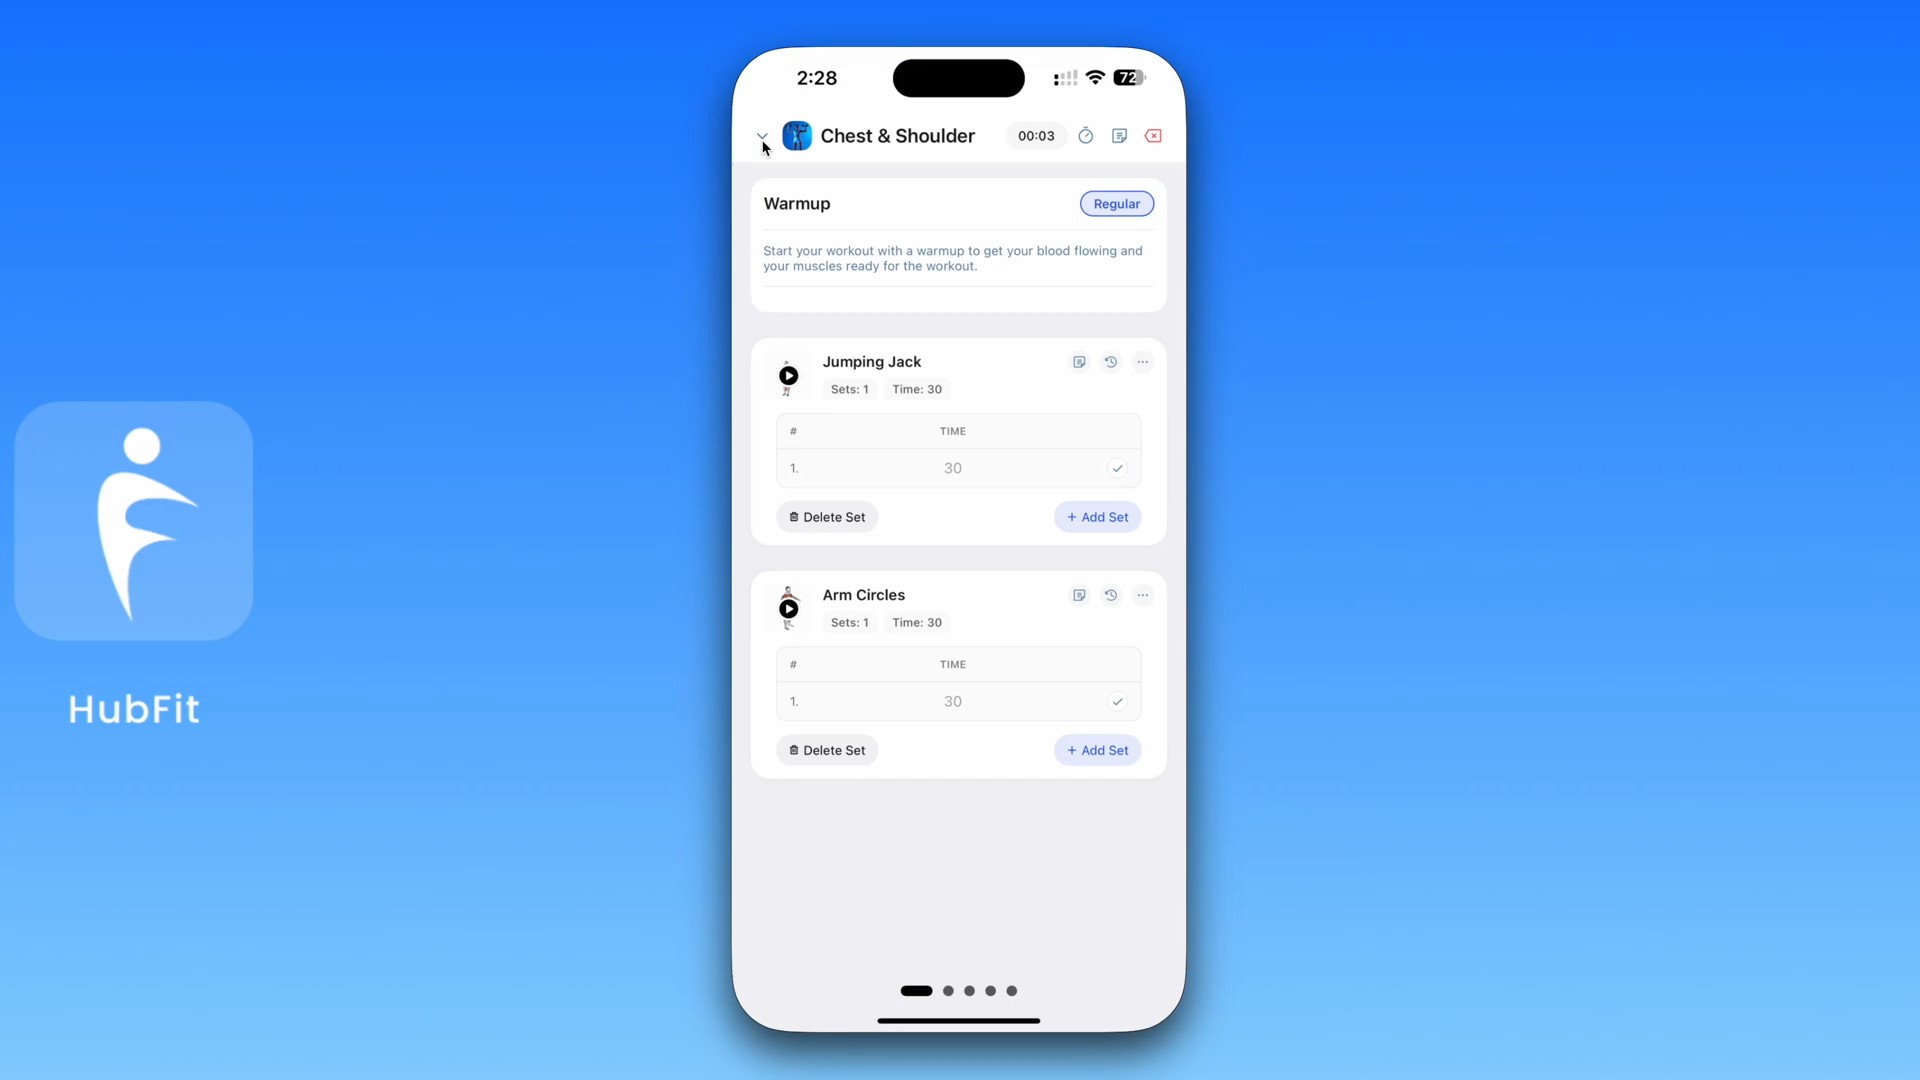 2:28
72
Chest & Shoulder
00:03
Warmup
Regular
Start your workout with a warmup to get your blood flowing and
your muscles ready for the workout.
Jumping Jack
Sets: 1 Time: 30
# TIME
1. 30
Delete Set
+ Add Set
Arm Circles
Sets: 1 Time: 30
# TIME
1. 30
Delete Set
+ Add Set
HubFit